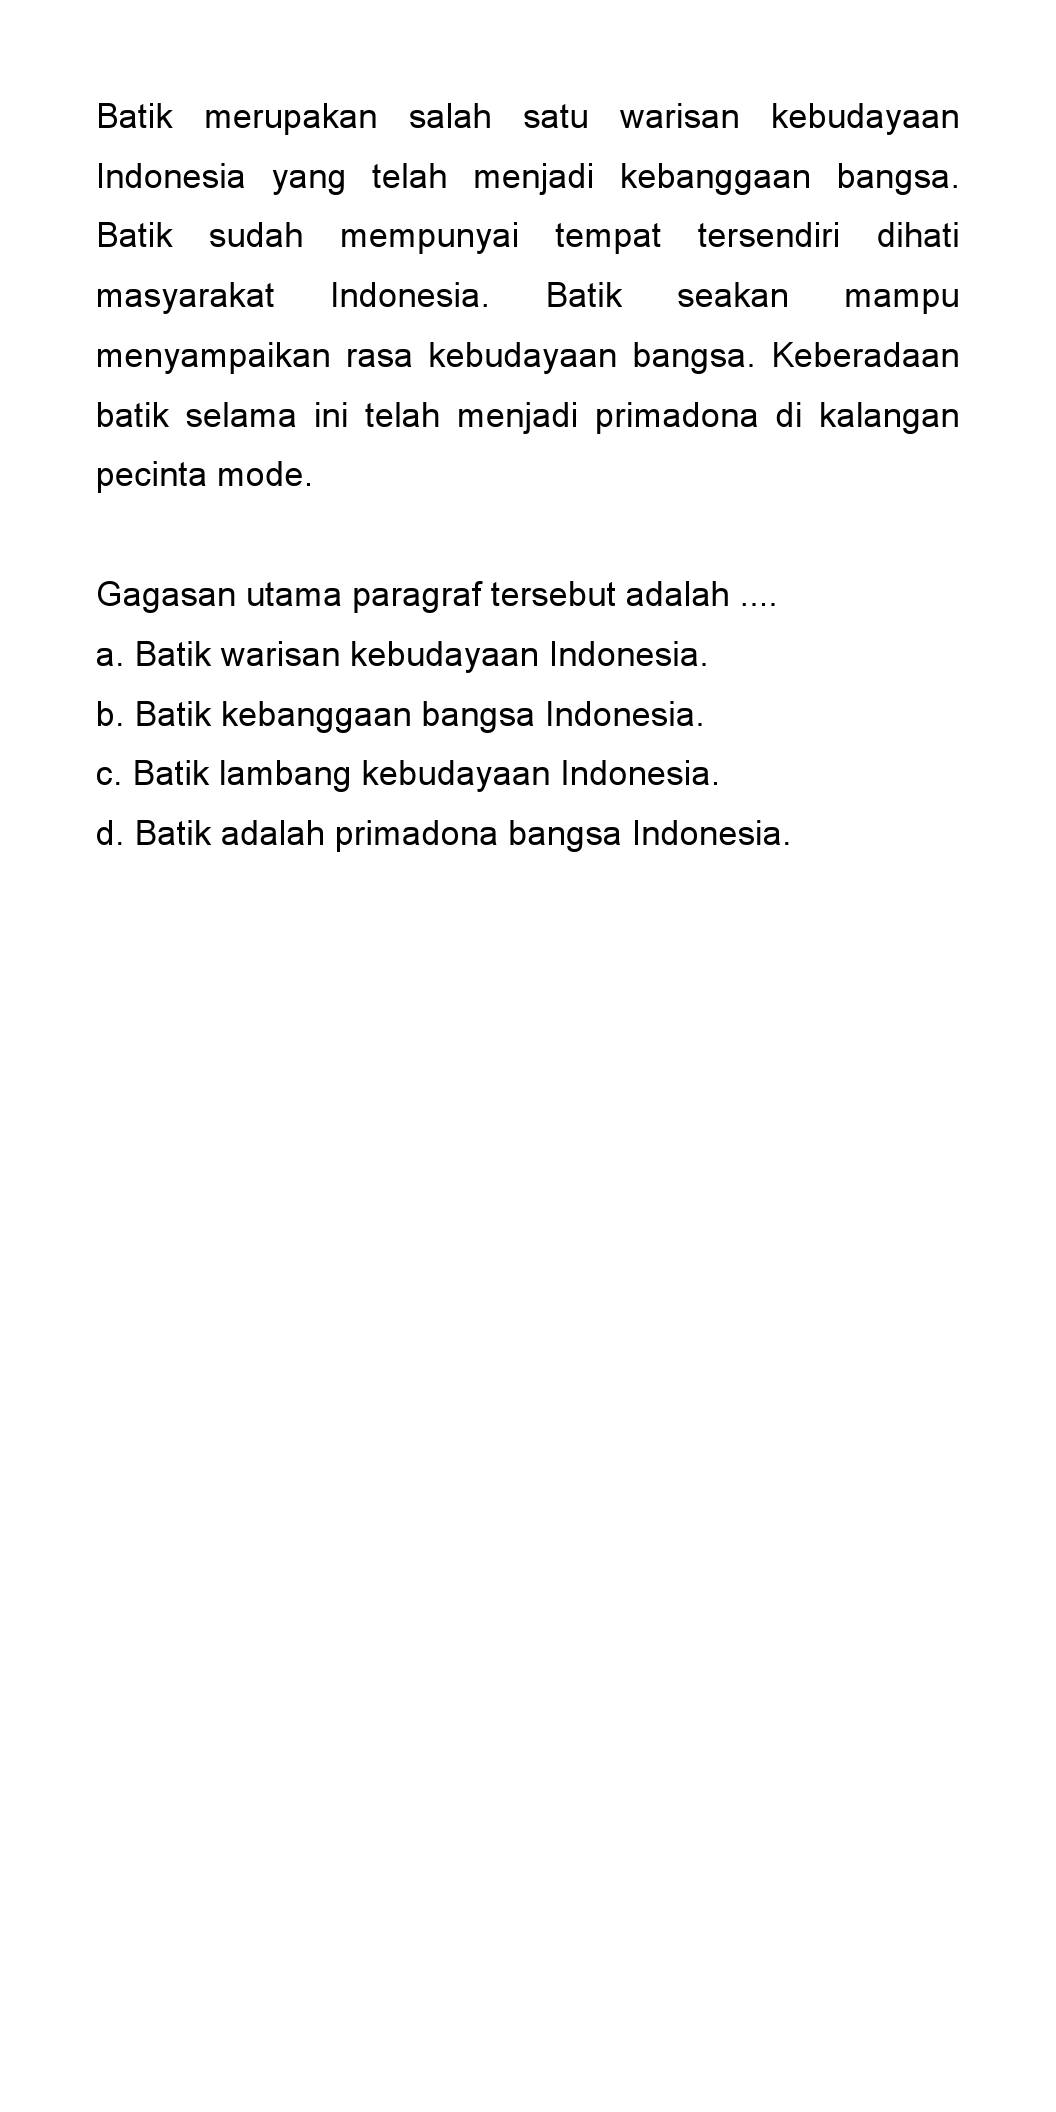 Batik merupakan salah satu warisan kebudayaan
Indonesia yang telah menjadi kebanggaan bangsa.
Batik sudah mempunyai tempat tersendiri dihati
masyarakat Indonesia. Batik seakan mampu
menyampaikan rasa kebudayaan bangsa. Keberadaan
batik selama ini telah menjadi primadona di kalangan
pecinta mode.
Gagasan utama paragraf tersebut adalah ....
a. Batik warisan kebudayaan Indonesia.
b. Batik kebanggaan bangsa Indonesia.
c. Batik lambang kebudayaan Indonesia.
d. Batik adalah primadona bangsa Indonesia.